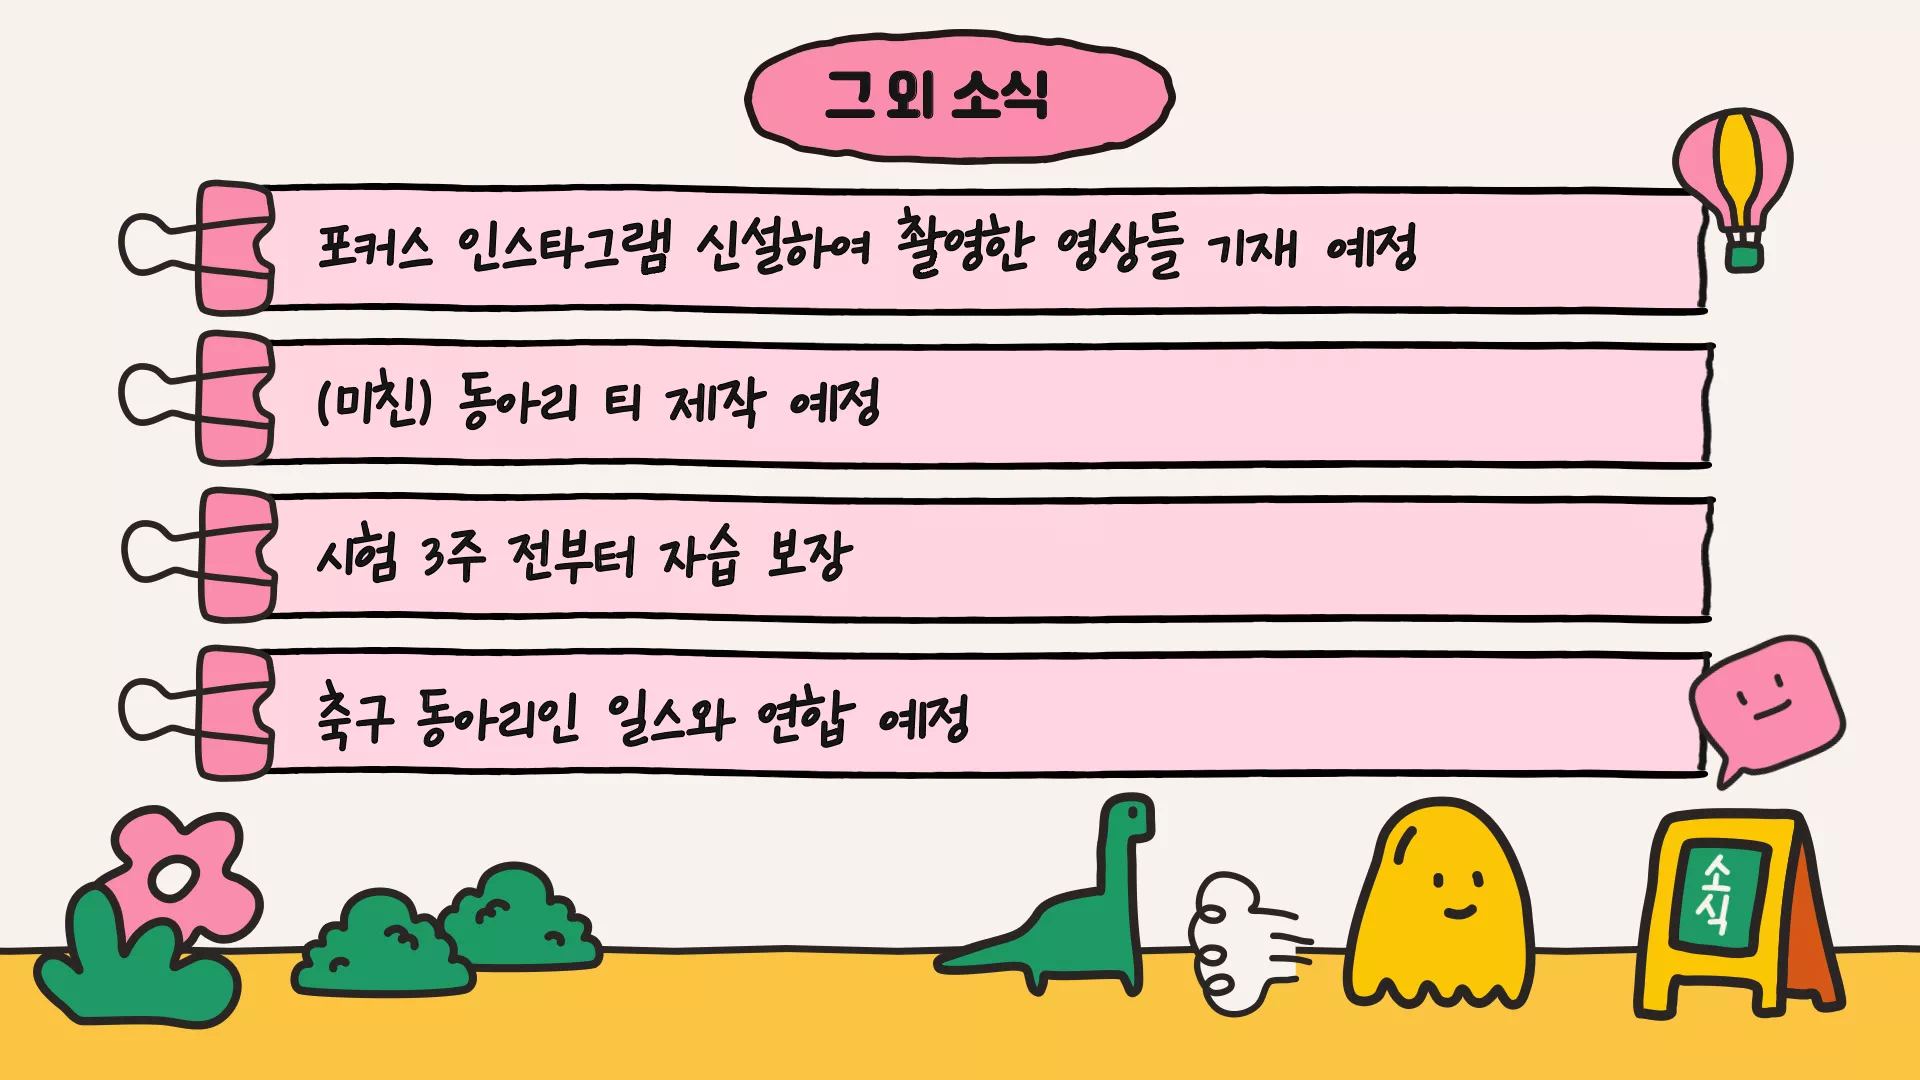 그 외 소식
포커스 인스타그램 신설하여 촬영한 영상들 기재 예정
(미친) 동아리 티 제작 예정
시험 3주 전부터 자습 보장
축구 동아리인 일스와 연합 예정
소
식